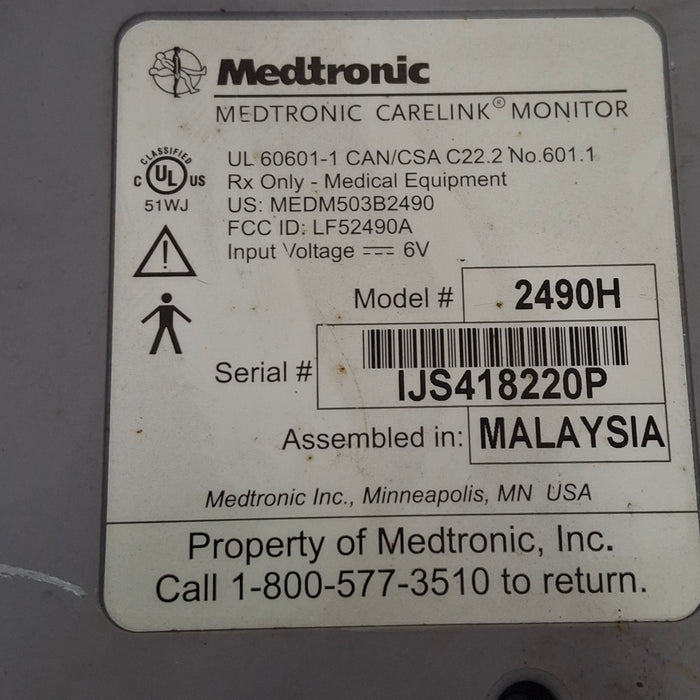 Medtronic
MEDTRONIC CARELINK® MONITOR
CLASSIFIED
C UL US
51WJ
UL 60601-1 CAN/CSA C22.2 No.601.1
Rx Only - Medical Equipment
US: MEDM503B2490
FCC ID: LF52490A
Input Voltage ⎓ 6V
Model # 2490H
Serial # IJS418220P
Assembled in: MALAYSIA
Medtronic Inc., Minneapolis, MN USA
Property of Medtronic, Inc.
Call 1-800-577-3510 to return.